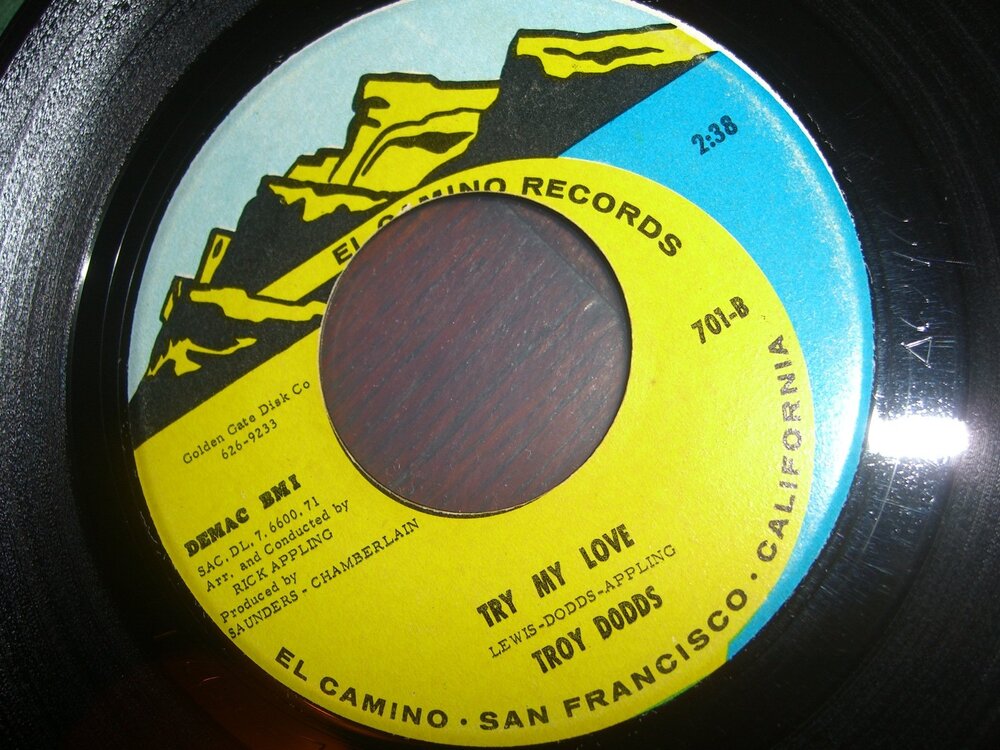 EL CAMINO RECORDS
2:38
701-B
Golden Gate Disk Co
626-9233
DEMAC BMI
SAC. DL. 7. 6600. 71
Arr. and Conducted by
RICK APPLING
Produced by
SAUNDERS - CHAMBERLAIN
TRY MY LOVE
LEWIS-DODDS-APPLING
TROY DODDS
EL CAMINO • SAN FRANCISCO • CALIFORNIA